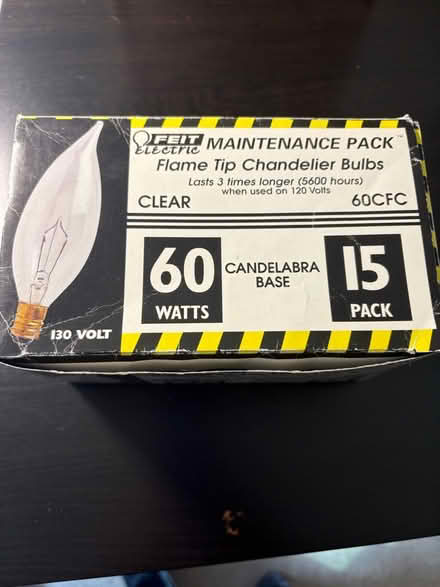 FEIT
ELECTRIC
MAINTENANCE PACK™
Flame Tip Chandelier Bulbs
Lasts 3 times longer (5600 hours)
when used on 120 Volts
CLEAR
60CFC
60
WATTS
CANDELABRA
BASE
15
PACK
130 VOLT